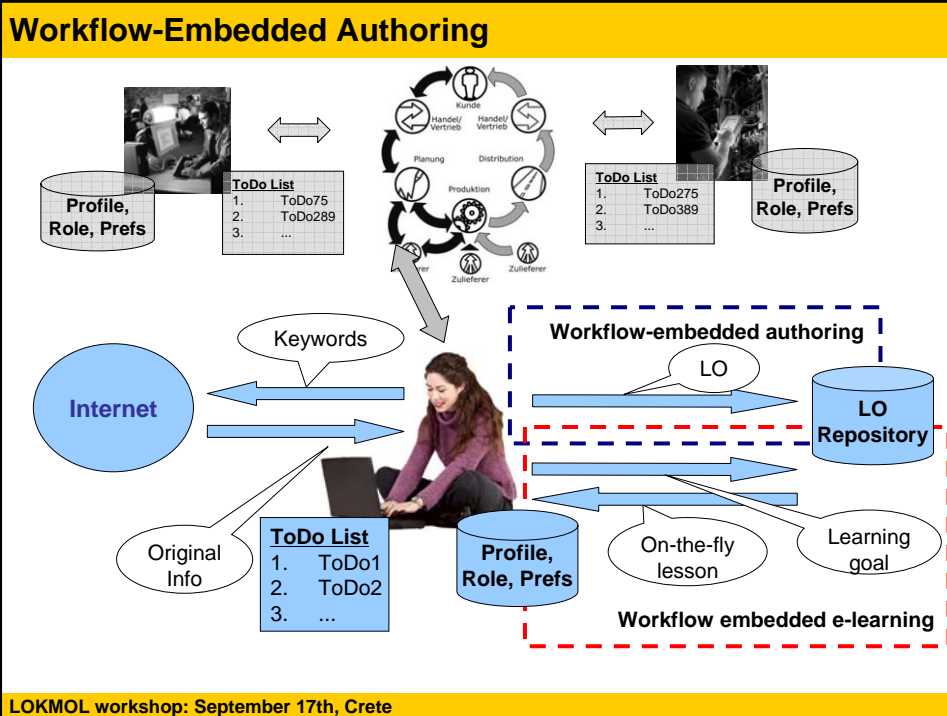 Workflow-Embedded Authoring
Kunde
Handel/
Vertrieb
Handel/
Vertrieb
Planung
Distribution
Produktion
Zulieferer
Zulieferer
Profile,
Role, Prefs
ToDo List
1. ToDo75
2. ToDo289
3. ...
ToDo List
1. ToDo275
2. ToDo389
3. ...
Profile,
Role, Prefs
Keywords
Workflow-embedded authoring
LO
Internet
LO
Repository
Original
Info
ToDo List
1. ToDo1
2. ToDo2
3. ...
Profile,
Role, Prefs
On-the-fly
lesson
Learning
goal
Workflow embedded e-learning
LOKMOL workshop: September 17th, Crete